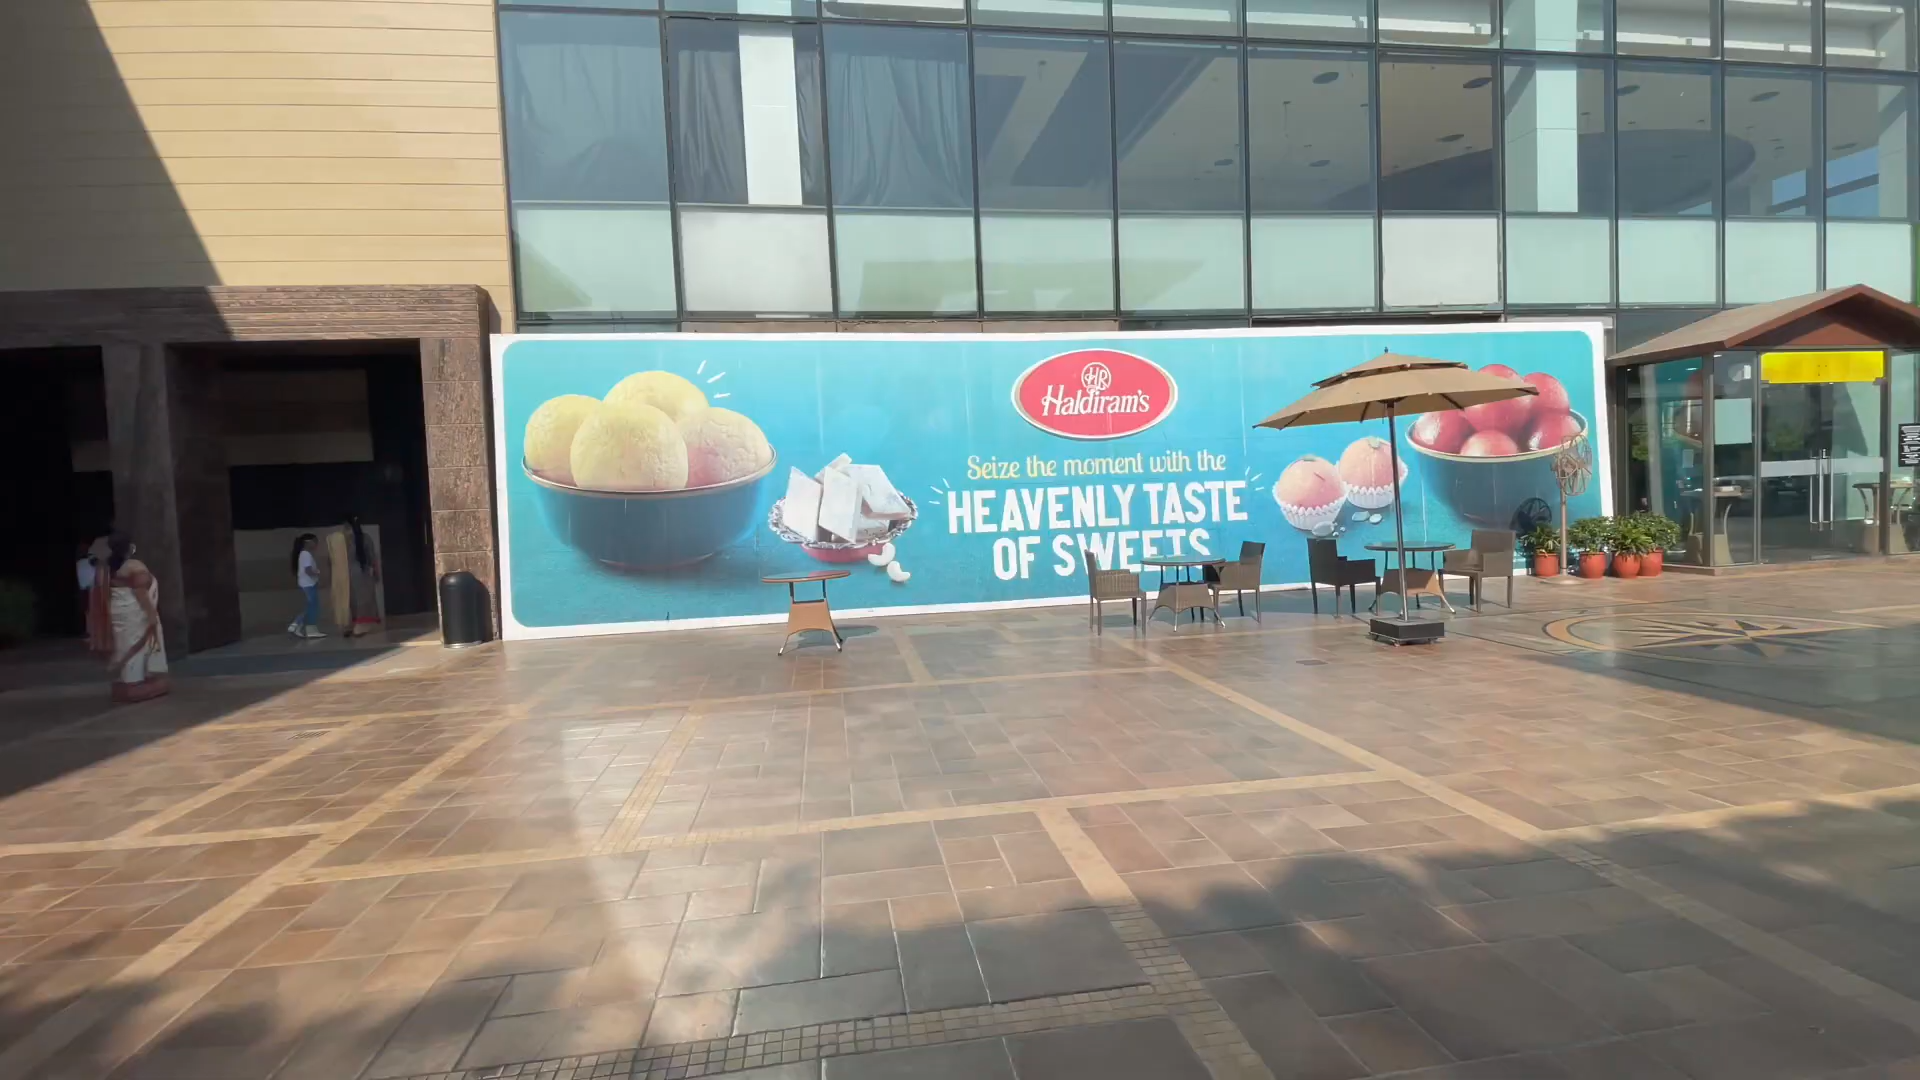 HR
Haldiram's
Seize the moment with the
HEAVENLY TASTE
OF SWEETS